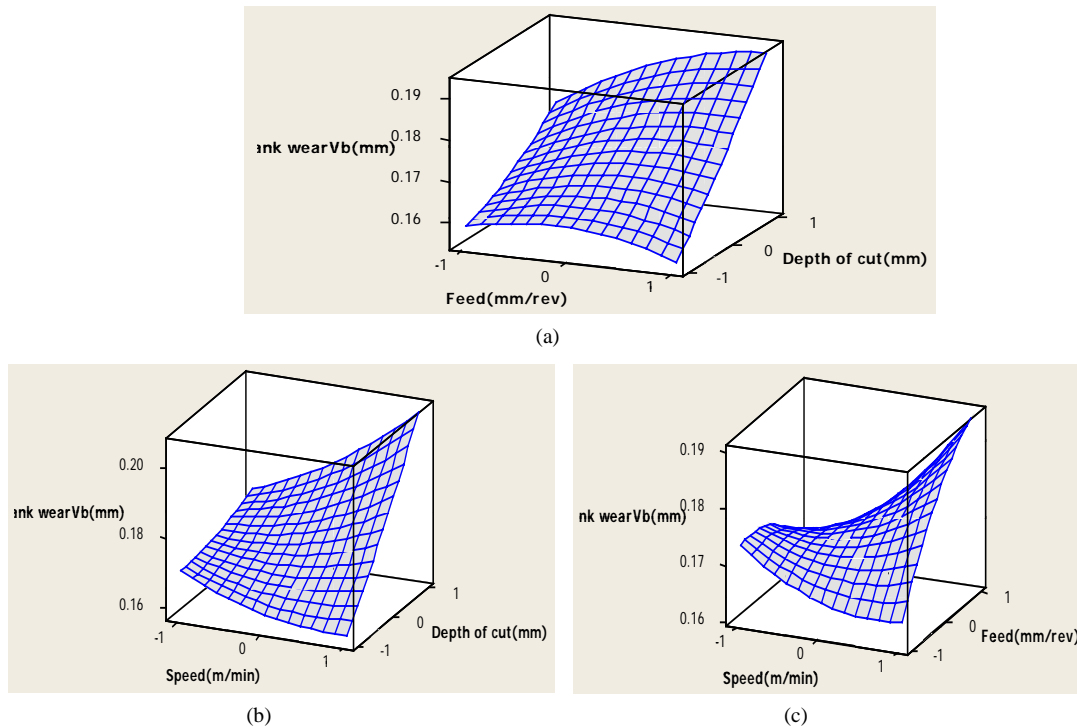 0.19
0.18
ank wearVb(mm)
0.17
0.16
-1
0
1
Feed(mm/rev)
-1
0
1
Depth of cut(mm)
(a)
0.20
ank wearVb(mm)
0.18
0.16
-1
0
1
Speed(m/min)
-1
0
1
Depth of cut(mm)
(b)
0.19
nk wearVb(mm)
0.18
0.17
0.16
-1
0
1
Speed(m/min)
-1
0
1
Feed(mm/rev)
(c)